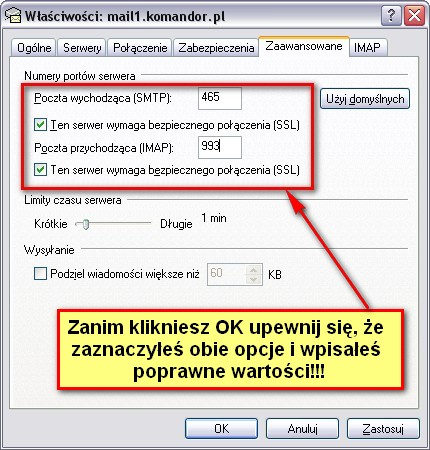 Właściwości: mail1.komandor.pl
Ogólne Serwery Połączenie Zabezpieczenia Zaawansowane IMAP
Numery portów serwera
Poczta wychodząca (SMTP): 465 Użyj domyślnych
Ten serwer wymaga bezpiecznego połączenia (SSL)
Poczta przychodząca (IMAP): 993
Ten serwer wymaga bezpiecznego połączenia (SSL)
Limity czasu serwera
Krótkie Długie 1 min
Wysyłanie
Podziel wiadomości większe niż 60 KB
Zanim klikniesz OK upewnij się, że
zaznaczyłeś obie opcje i wpisałeś
poprawne wartości!!!
OK Anuluj Zastosuj